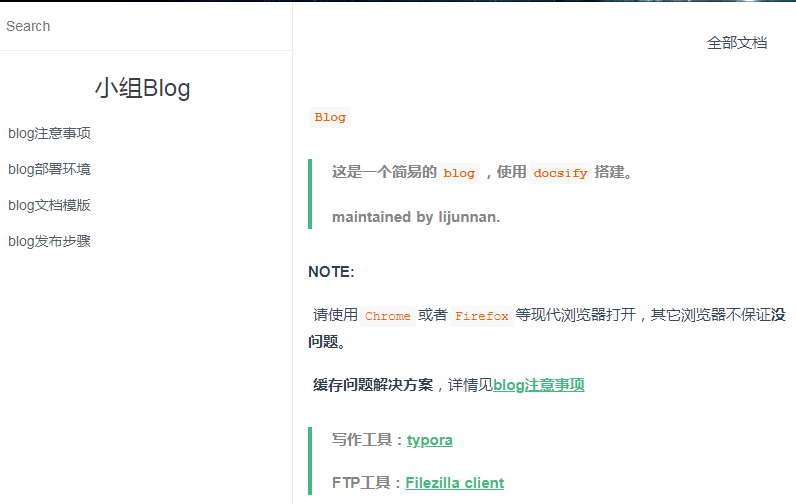 Search
小组Blog
blog注意事项
blog部署环境
blog文档模版
blog发布步骤
全部文档
Blog
这是一个简易的 blog ，使用 docsify 搭建。
maintained by lijunnan.
NOTE:
请使用 Chrome 或者 Firefox 等现代浏览器打开，其它浏览器不保证没
问题。
缓存问题解决方案，详情见blog注意事项
写作工具：typora
FTP工具：Filezilla client